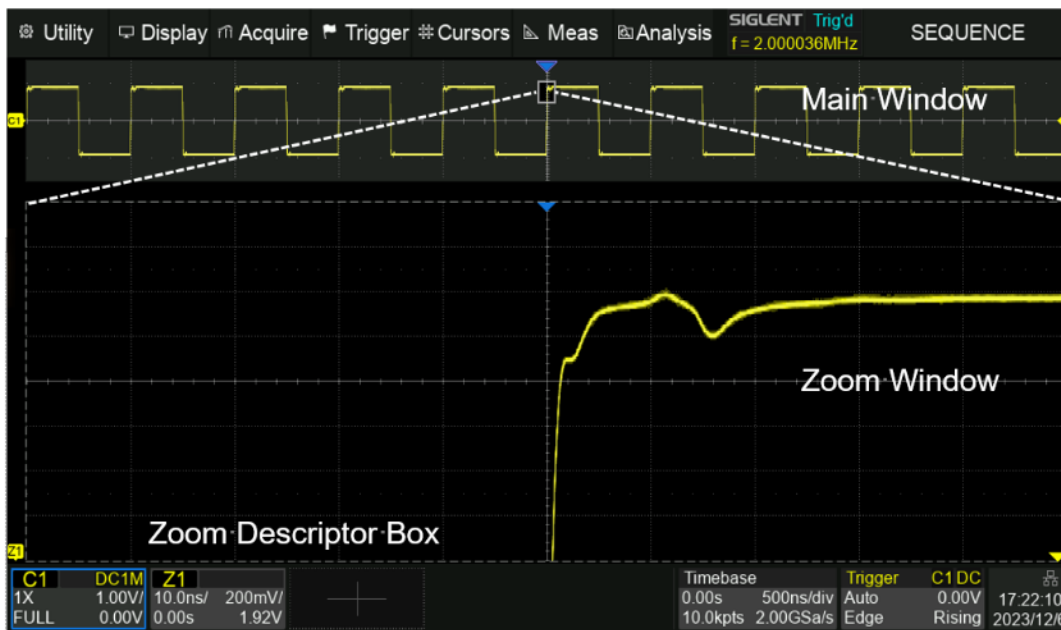 Utility Display Acquire Trigger Cursors Meas Analysis SIGLENT Trig'd SEQUENCE
f = 2.000036MHz
Main Window
C1
Zoom Window
Zoom Descriptor Box
Z1
C1 DC1M Z1 Timebase Trigger C1 DC
1X 1.00V/ 10.0ns/ 200mV/ 0.00s 500ns/div Auto 0.00V 17:22:10
FULL 0.00V 0.00s 1.92V 10.0kpts 2.00GSa/s Edge Rising 2023/12/